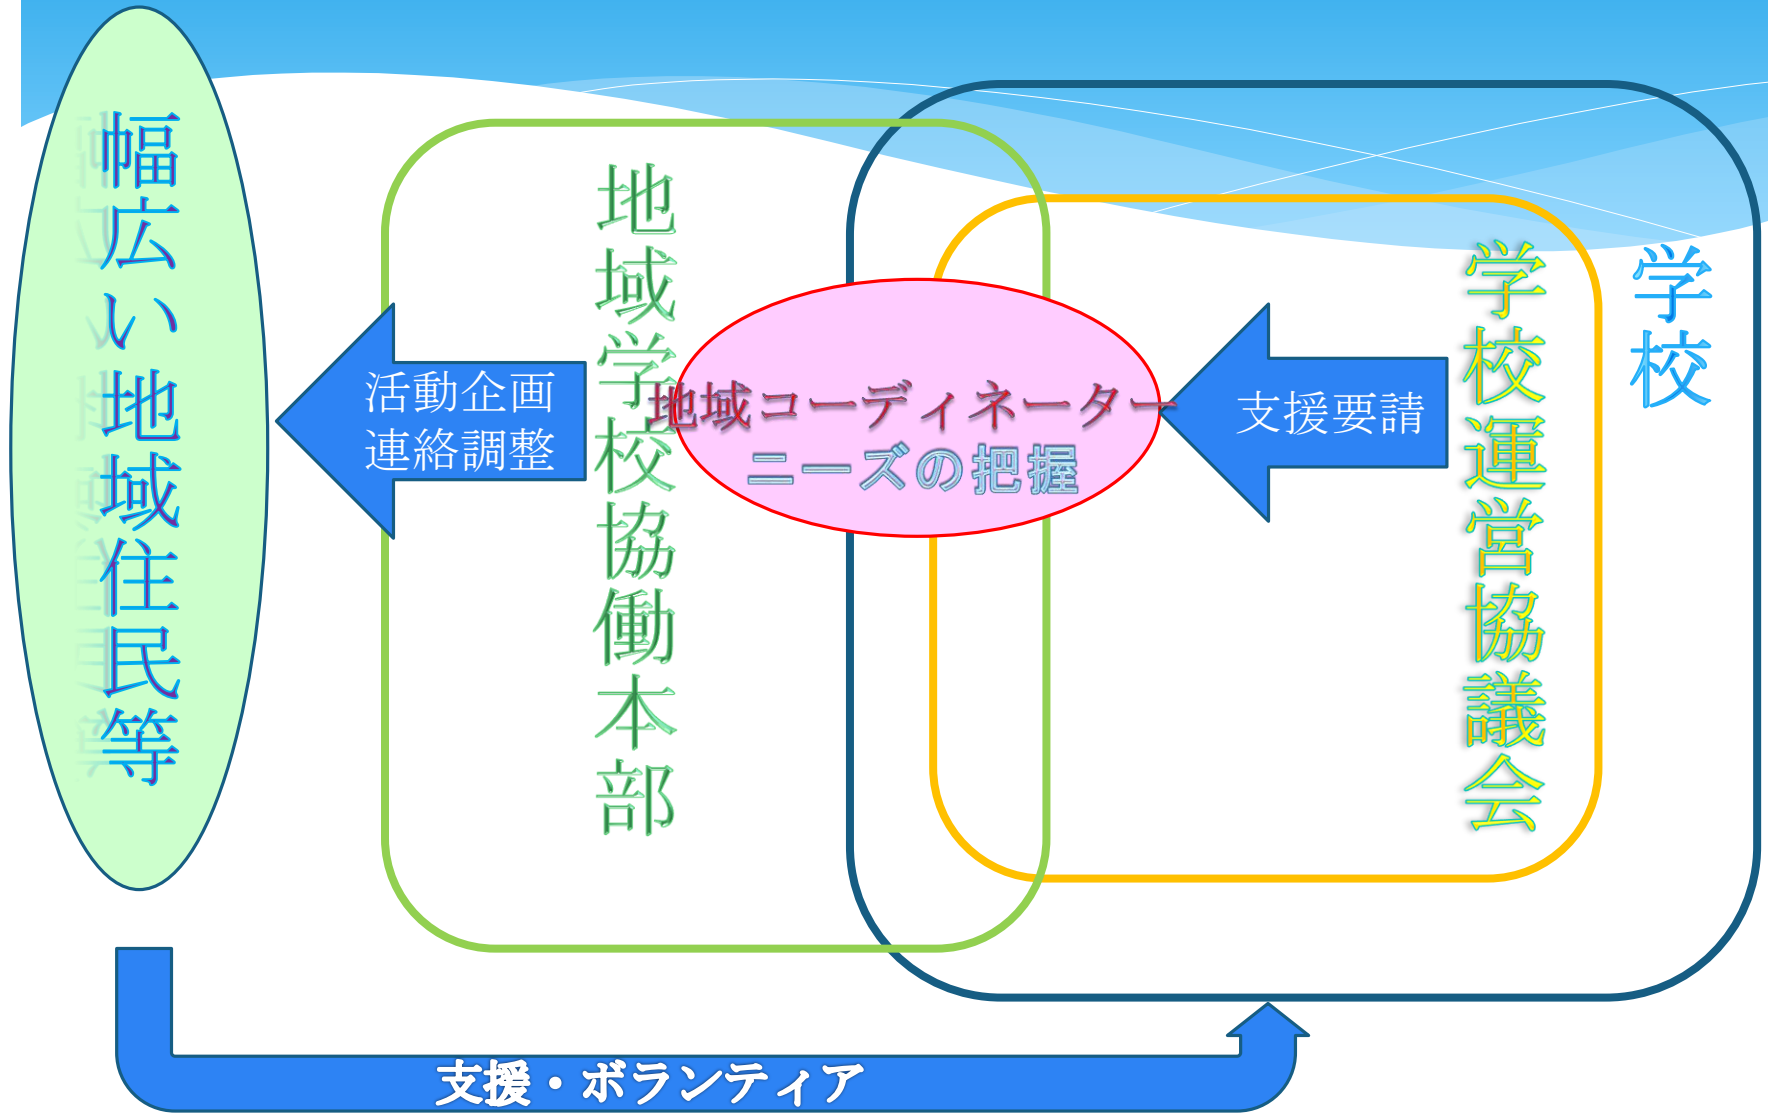 幅広い地域住民等
活動企画
連絡調整
地域学校協働本部
地域コーディネーター
ニーズの把握
支援要請
学校運営協議会
学校
支援・ボランティア